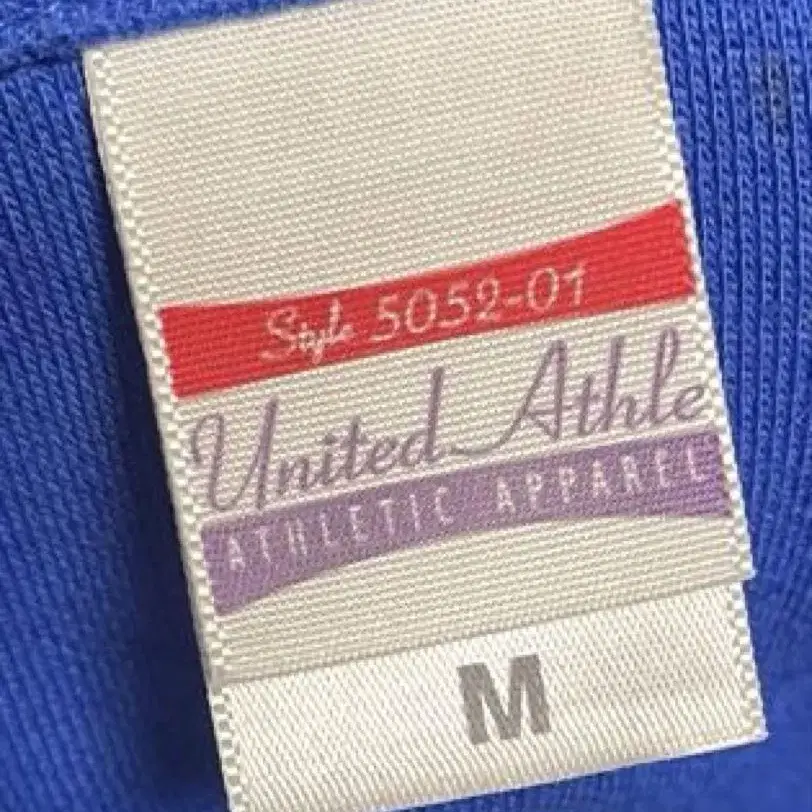 Style 5052-01
United Athle
ATHLETIC APPAREL
M